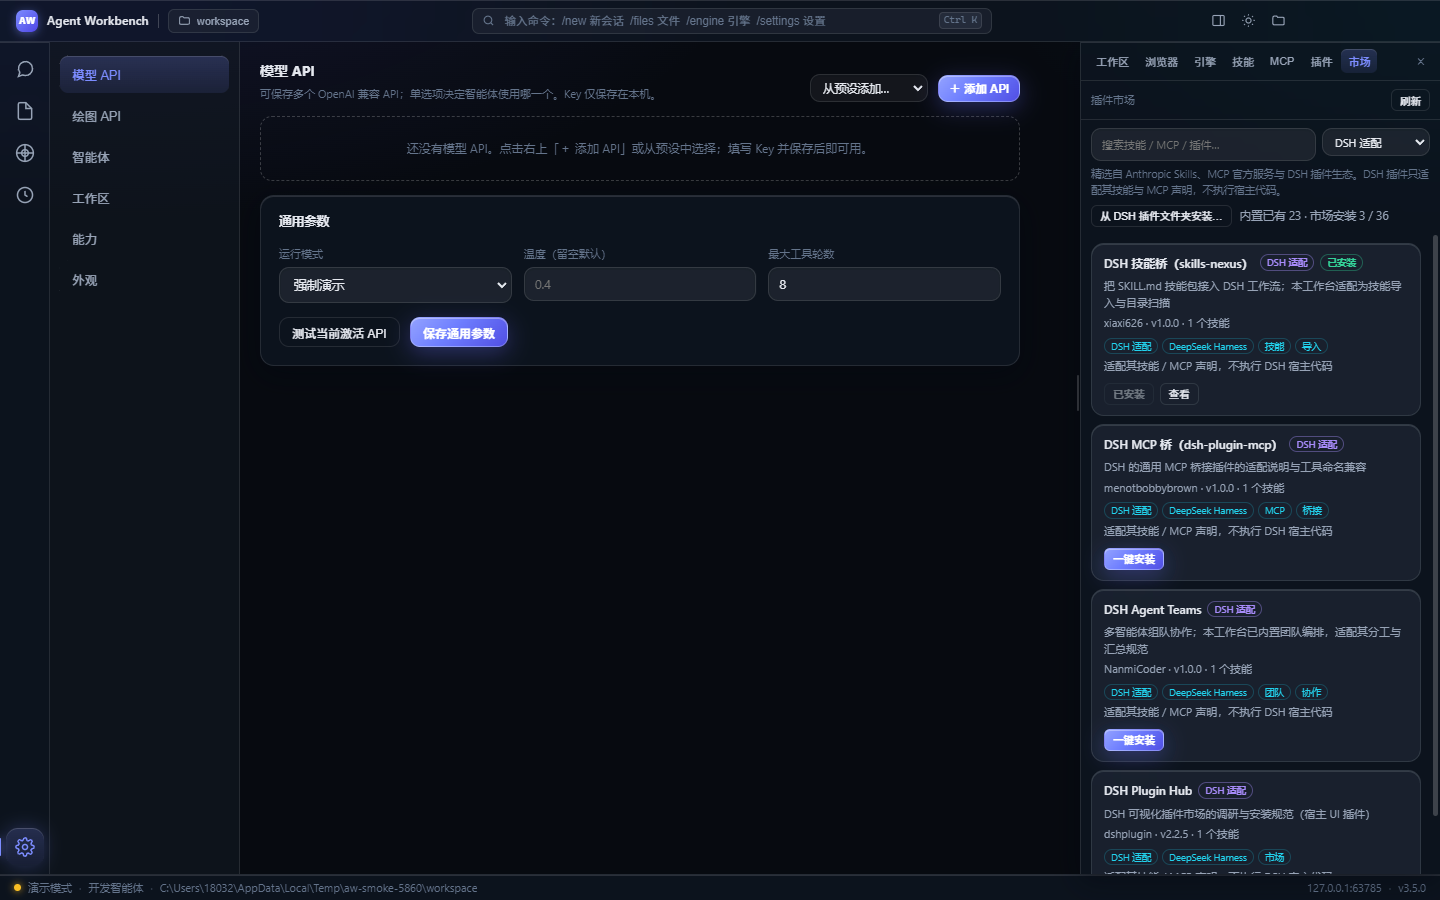 AW Agent Workbench
workspace
输入命令：/new 新会话 /files 文件 /engine 引擎 /settings 设置
Ctrl K
模型 API
绘图 API
智能体
工作区
能力
外观
模型 API
可保存多个 OpenAI 兼容 API；单选项决定智能体使用哪一个。Key 仅保存在本机。
从预设添加...
+ 添加 API
还没有模型 API。点击右上「 + 添加 API」或从预设中选择；填写 Key 并保存后即可用。
通用参数
运行模式
强制演示
温度（留空默认）
0.4
最大工具轮数
8
测试当前激活 API
保存通用参数
工作区 浏览器 引擎 技能 MCP 插件 市场 ×
插件市场
刷新
搜索技能 / MCP / 插件...
DSH 适配
精选自 Anthropic Skills、MCP 官方服务与 DSH 插件生态。DSH 插件只适
配其技能与 MCP 声明，不执行宿主代码。
从 DSH 插件文件夹安装...
内置已有 23 · 市场安装 3 / 36
DSH 技能桥（skills-nexus） DSH 适配 已安装
把 SKILL.md 技能包接入 DSH 工作流；本工作台适配为技能导
入与目录扫描
xiaxi626 · v1.0.0 · 1 个技能
DSH 适配 DeepSeek Harness 技能 导入
适配其技能 / MCP 声明，不执行 DSH 宿主代码
已安装 查看
DSH MCP 桥（dsh-plugin-mcp） DSH 适配
DSH 的通用 MCP 桥接插件的适配说明与工具命名兼容
menotbobbybrown · v1.0.0 · 1 个技能
DSH 适配 DeepSeek Harness MCP 桥接
适配其技能 / MCP 声明，不执行 DSH 宿主代码
一键安装
DSH Agent Teams DSH 适配
多智能体组队协作；本工作台已内置团队编排，适配其分工与
汇总规范
NanmiCoder · v1.0.0 · 1 个技能
DSH 适配 DeepSeek Harness 团队 协作
适配其技能 / MCP 声明，不执行 DSH 宿主代码
一键安装
DSH Plugin Hub DSH 适配
DSH 可视化插件市场的调研与安装规范（宿主 UI 插件）
dshplugin · v2.2.5 · 1 个技能
DSH 适配 DeepSeek Harness 市场
适配其技能 / MCP 声明，不执行 DSH 宿主代码
演示模式 · 开发智能体 · C:\Users\18032\AppData\Local\Temp\aw-smoke-5860\workspace
127.0.0.1:63785 · v3.5.0